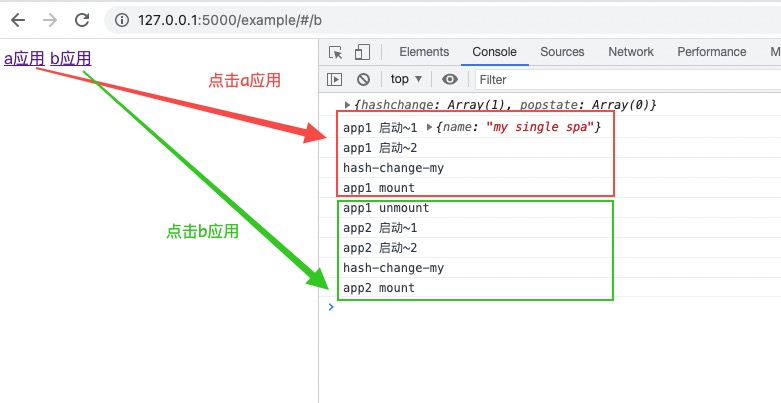 127.0.0.1:5000/example/#/b
a应用 b应用
点击a应用
点击b应用
Elements Console Sources Network Performance M
top ▼ Filter
▶{hashchange: Array(1), popstate: Array(0)}
app1 启动~1 ▶{name: "my single spa"}
app1 启动~2
hash-change-my
app1 mount
app1 unmount
app2 启动~1
app2 启动~2
hash-change-my
app2 mount